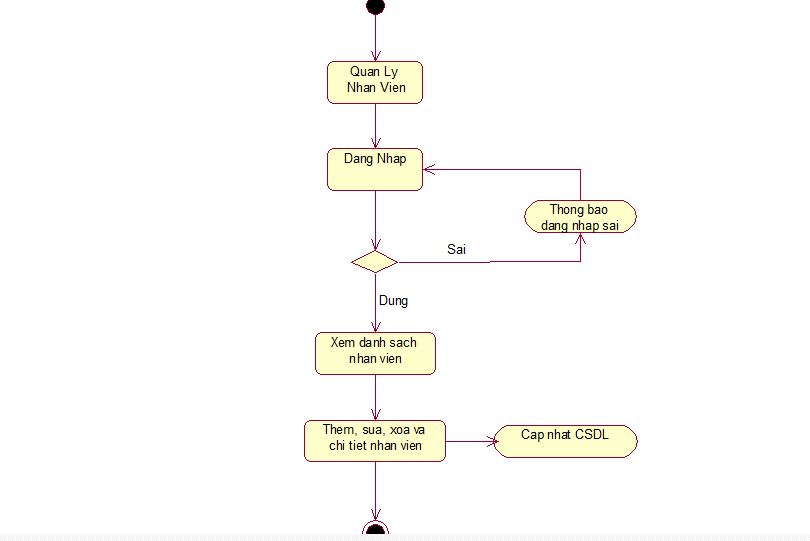 Quan Ly
Nhan Vien
Dang Nhap
Thong bao
dang nhap sai
Sai
Dung
Xem danh sach
nhan vien
Them, sua, xoa va
chi tiet nhan vien
Cap nhat CSDL